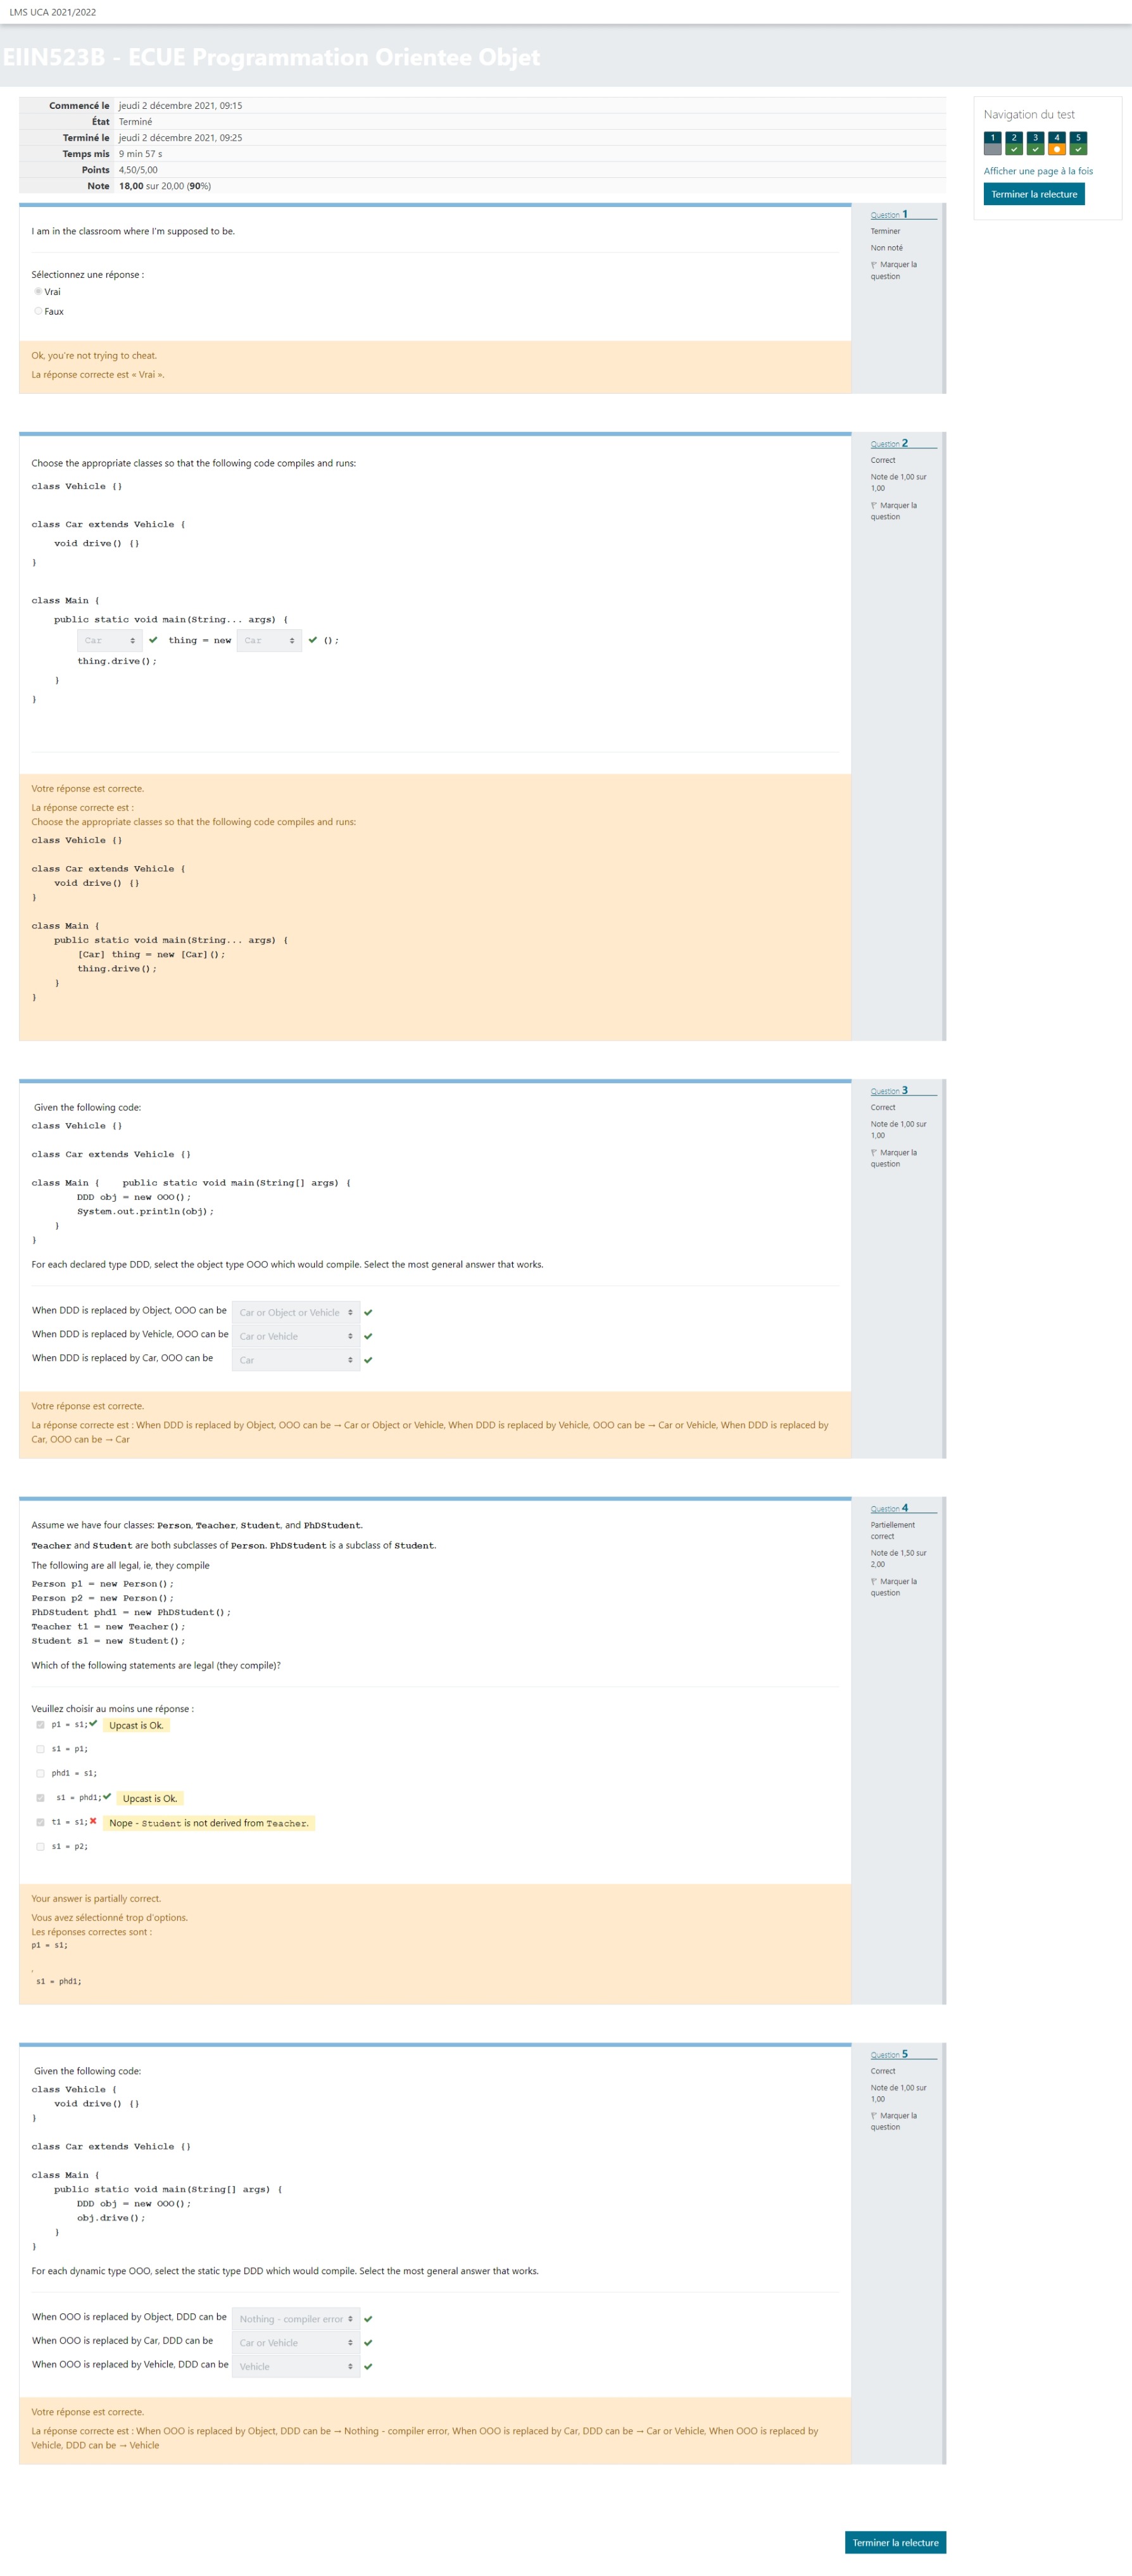 LMS UCA 2021/2022
EIIN523B - ECUE Programmation Orientee Objet
Commencé le jeudi 2 décembre 2021, 09:15
État Terminé
Terminé le jeudi 2 décembre 2021, 09:25
Temps mis 9 min 57 s
Points 4,50/5,00
Note 18,00 sur 20,00 (90%)
Navigation du test
1 2 3 4 5
Afficher une page à la fois
Terminer la relecture
Question 1
Terminer
Non noté
Marquer la
question
I am in the classroom where I'm supposed to be.
Sélectionnez une réponse :
Vrai
Faux
Ok, you're not trying to cheat.
La réponse correcte est « Vrai ».
Question 2
Correct
Note de 1,00 sur
1,00
Marquer la
question
Choose the appropriate classes so that the following code compiles and runs:
class Vehicle {}
class Car extends Vehicle {
void drive() {}
}
class Main {
public static void main(String... args) {
Car thing = new Car ();
thing.drive();
}
}
Votre réponse est correcte.
La réponse correcte est :
Choose the appropriate classes so that the following code compiles and runs:
class Vehicle {}
class Car extends Vehicle {
void drive() {}
}
class Main {
public static void main(String... args) {
[Car] thing = new [Car]();
thing.drive();
}
}
Question 3
Correct
Note de 1,00 sur
1,00
Marquer la
question
Given the following code:
class Vehicle {}
class Car extends Vehicle {}
class Main { public static void main(String[] args) {
DDD obj = new OOO();
System.out.println(obj);
}
}
For each declared type DDD, select the object type OOO which would compile. Select the most general answer that works.
When DDD is replaced by Object, OOO can be Car or Object or Vehicle
When DDD is replaced by Vehicle, OOO can be Car or Vehicle
When DDD is replaced by Car, OOO can be Car
Votre réponse est correcte.
La réponse correcte est : When DDD is replaced by Object, OOO can be → Car or Object or Vehicle, When DDD is replaced by Vehicle, OOO can be → Car or Vehicle, When DDD is replaced by
Car, OOO can be → Car
Question 4
Partiellement
correct
Note de 1,50 sur
2,00
Marquer la
question
Assume we have four classes: Person, Teacher, Student, and PhDStudent.
Teacher and Student are both subclasses of Person. PhDStudent is a subclass of Student.
The following are all legal, ie, they compile
Person p1 = new Person();
Person p2 = new Person();
PhDStudent phd1 = new PhDStudent();
Teacher t1 = new Teacher();
Student s1 = new Student();
Which of the following statements are legal (they compile)?
Veuillez choisir au moins une réponse :
p1 = s1; Upcast is Ok.
s1 = p1;
phd1 = s1;
s1 = phd1; Upcast is Ok.
t1 = s1; Nope - Student is not derived from Teacher.
s1 = p2;
Your answer is partially correct.
Vous avez sélectionné trop d'options.
Les réponses correctes sont :
p1 = s1;
,
s1 = phd1;
Question 5
Correct
Note de 1,00 sur
1,00
Marquer la
question
Given the following code:
class Vehicle {
void drive() {}
}
class Car extends Vehicle {}
class Main {
public static void main(String[] args) {
DDD obj = new OOO();
obj.drive();
}
}
For each dynamic type OOO, select the static type DDD which would compile. Select the most general answer that works.
When OOO is replaced by Object, DDD can be Nothing - compiler error
When OOO is replaced by Car, DDD can be Car or Vehicle
When OOO is replaced by Vehicle, DDD can be Vehicle
Votre réponse est correcte.
La réponse correcte est : When OOO is replaced by Object, DDD can be → Nothing - compiler error, When OOO is replaced by Car, DDD can be → Car or Vehicle, When OOO is replaced by
Vehicle, DDD can be → Vehicle
Terminer la relecture